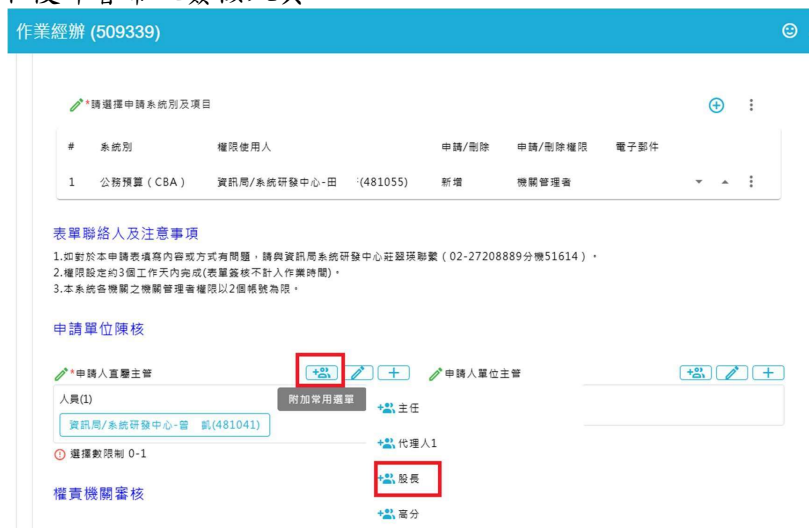 作業經辦 (509339)
*請選擇申請系統別及項目
# 系統別 權限使用人 申請/刪除 申請/刪除權限 電子郵件
1 公務預算（CBA） 資訊局/系統研發中心-田 (481055) 新增 機關管理者
表單聯絡人及注意事項
1.如對於本申請表填寫內容或方式有問題，請與資訊局系統研發中心莊翠瑛聯繫（02-27208889分機51614）。
2.權限設定約3個工作天內完成(表單簽核不計入作業時間)。
3.本系統各機關之機關管理者權限以2個帳號為限。
申請單位陳核
*申請人直屬主管 申請人單位主管
人員(1) 附加常用選單
主任
資訊局/系統研發中心-曾 凱(481041)
代理人1
選擇數限制 0-1
股長
權責機關審核
高分